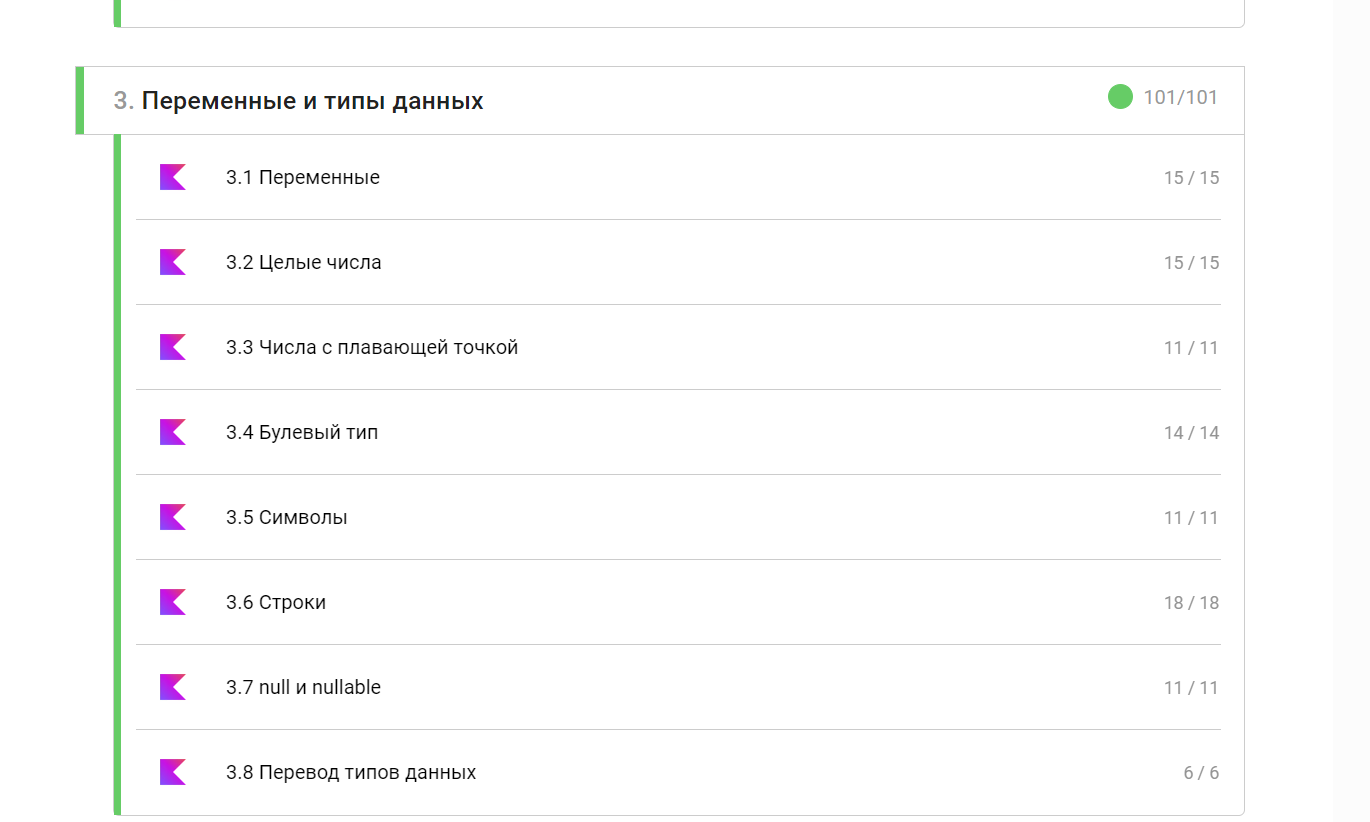 3. Переменные и типы данных 101/101
3.1 Переменные 15 / 15
3.2 Целые числа 15 / 15
3.3 Числа с плавающей точкой 11 / 11
3.4 Булевый тип 14 / 14
3.5 Символы 11 / 11
3.6 Строки 18 / 18
3.7 null и nullable 11 / 11
3.8 Перевод типов данных 6 / 6